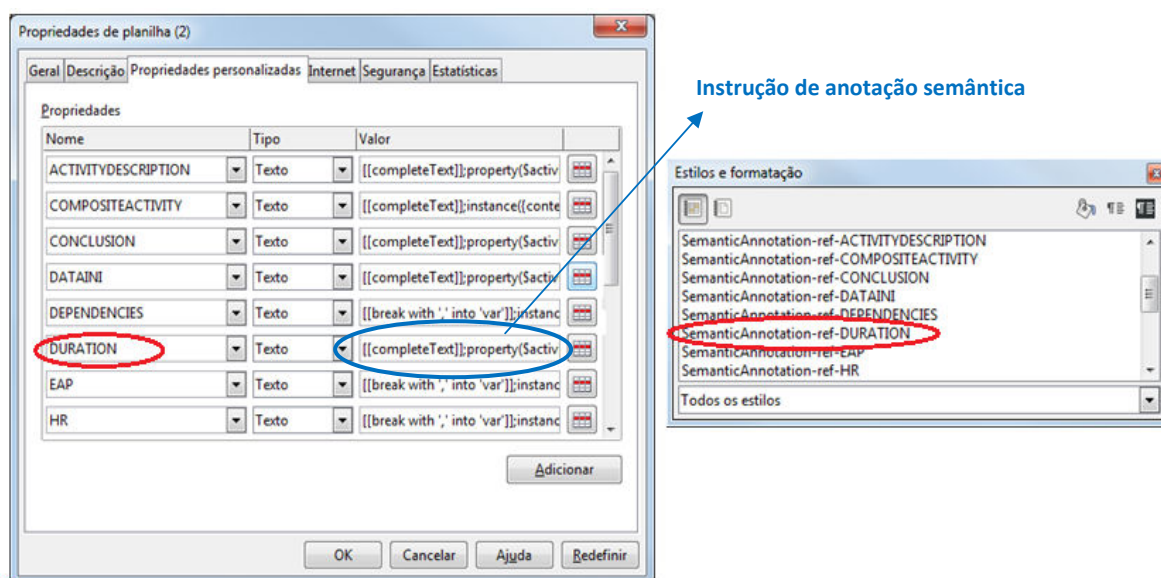 Propriedades de planilha (2)
Geral Descrição Propriedades personalizadas Internet Segurança Estatísticas
Propriedades
Nome Tipo Valor
ACTIVITYDESCRIPTION Texto [[completeText]];property($activ
COMPOSITEACTIVITY Texto [[completeText]];instance({conte
CONCLUSION Texto [[completeText]];property($activ
DATAINI Texto [[completeText]];property($activ
DEPENDENCIES Texto [[break with ',' into 'var']];instanc
DURATION Texto [[completeText]];property($activ
EAP Texto [[break with ',' into 'var']];instanc
HR Texto [[break with ',' into 'var']];instanc
Adicionar
OK Cancelar Ajuda Redefinir
Instrução de anotação semântica
Estilos e formatação
SemanticAnnotation-ref-ACTIVITYDESCRIPTION
SemanticAnnotation-ref-COMPOSITEACTIVITY
SemanticAnnotation-ref-CONCLUSION
SemanticAnnotation-ref-DATAINI
SemanticAnnotation-ref-DEPENDENCIES
SemanticAnnotation-ref-DURATION
SemanticAnnotation-ref-EAP
SemanticAnnotation-ref-HR
Todos os estilos